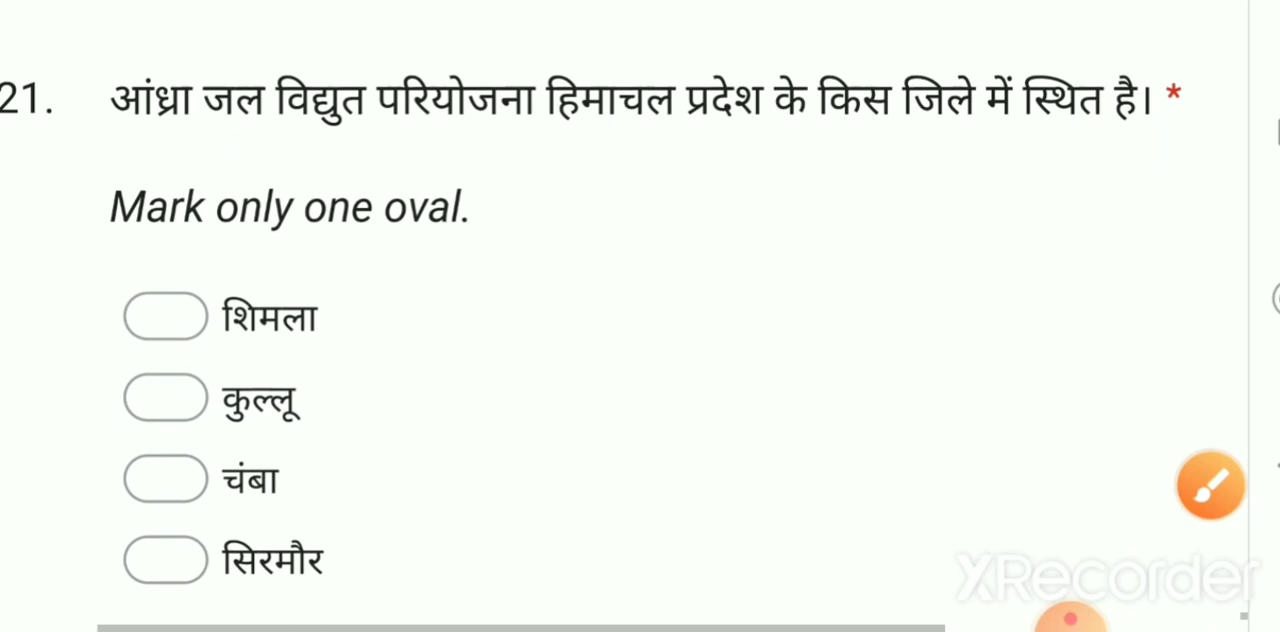 21. आंध्रा जल विद्युत परियोजना हिमाचल प्रदेश के किस जिले में स्थित है। *
Mark only one oval.
शिमला
कुल्लू
चंबा
सिरमौर
XRecorder